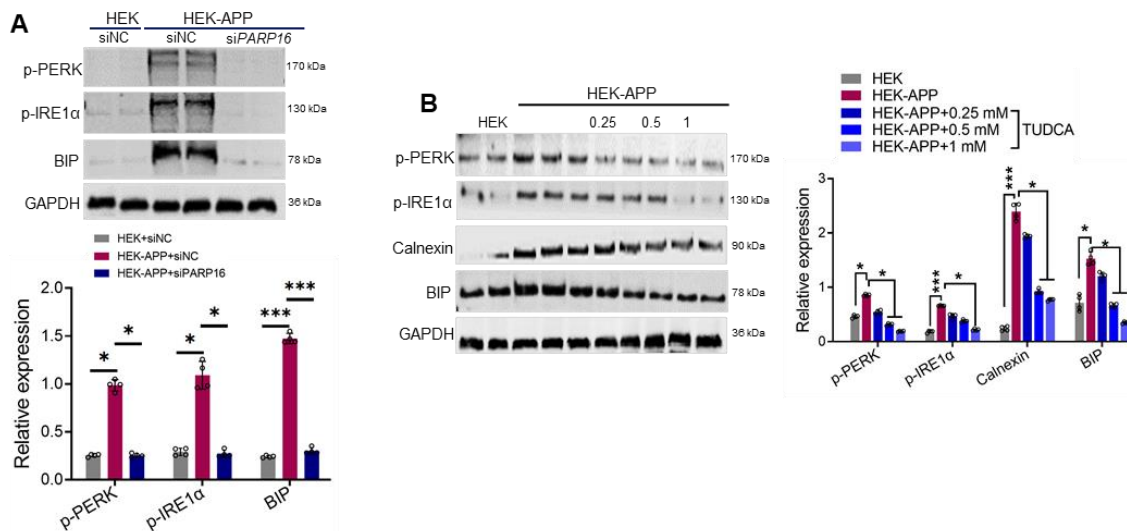 A
HEK HEK-APP
siNC siNC siPARP16
p-PERK 170 kDa
p-IRE1α 130 kDa
BIP 78 kDa
GAPDH 36 kDa
HEK+siNC
HEK-APP+siNC
HEK-APP+siPARP16
Relative expression
2.0
1.5
1.0
0.5
0.0
* * * * *** ***
p-PERK p-IRE1α BIP
B
HEK-APP
HEK 0.25 0.5 1
p-PERK 170 kDa
p-IRE1α 130 kDa
Calnexin 90 kDa
BIP 78 kDa
GAPDH 36 kDa
HEK
HEK-APP
HEK-APP+0.25 mM
HEK-APP+0.5 mM
HEK-APP+1 mM
TUDCA
Relative expression
3
2
1
0
* * *** * *** * * *
p-PERK p-IRE1α Calnexin BIP